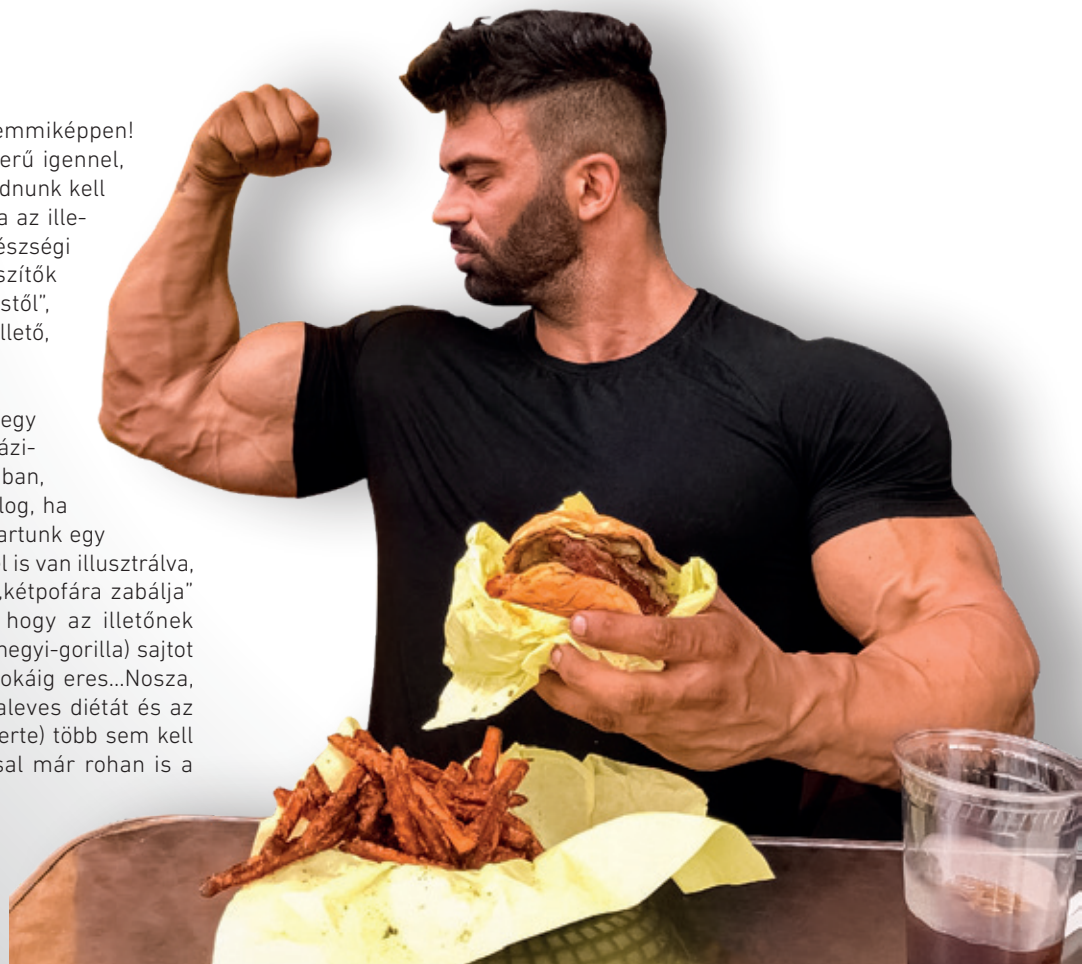 emmiképpen!
erű igennel,
dnunk kell
a az ille-
észségi
szítők
stől”,
llető,
egy
ázi-
ban,
log, ha
artunk egy
l is van illusztrálva,
„kétpofára zabálja”
hogy az illetőnek
negyi-gorilla) sajtot
okáig eres...Nosza,
aleves diétát és az
erte) több sem kell
sal már rohan is a